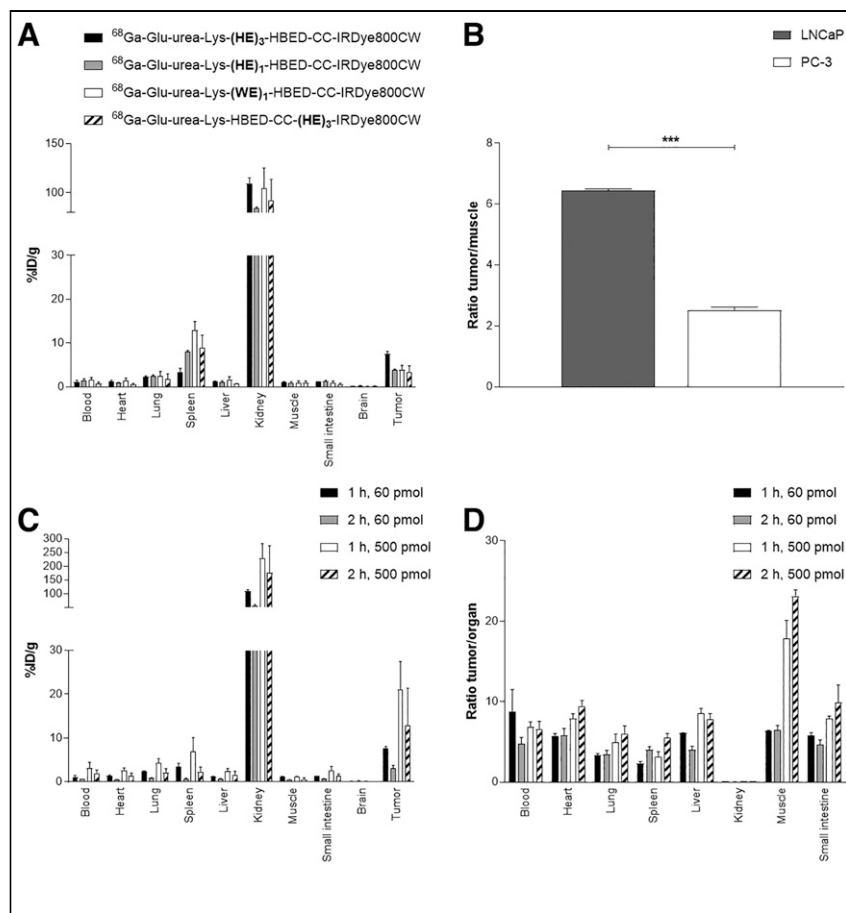 A
⁶⁸Ga-Glu-urea-Lys-(HE)₃-HBED-CC-IRDye800CW
⁶⁸Ga-Glu-urea-Lys-(HE)₁-HBED-CC-IRDye800CW
⁶⁸Ga-Glu-urea-Lys-(WE)₁-HBED-CC-IRDye800CW
⁶⁸Ga-Glu-urea-Lys-HBED-CC-(HE)₃-IRDye800CW
150
100
30
20
10
0
%ID/g
Blood
Heart
Lung
Spleen
Liver
Kidney
Muscle
Small intestine
Brain
Tumor
B
LNCaP
PC-3
***
8
6
4
2
0
Ratio tumor/muscle
C
1 h, 60 pmol
2 h, 60 pmol
1 h, 500 pmol
2 h, 500 pmol
300
250
200
150
100
30
20
10
0
%ID/g
Blood
Heart
Lung
Spleen
Liver
Kidney
Muscle
Small intestine
Brain
Tumor
D
1 h, 60 pmol
2 h, 60 pmol
1 h, 500 pmol
2 h, 500 pmol
30
20
10
0
Ratio tumor/organ
Blood
Heart
Lung
Spleen
Liver
Kidney
Muscle
Small intestine